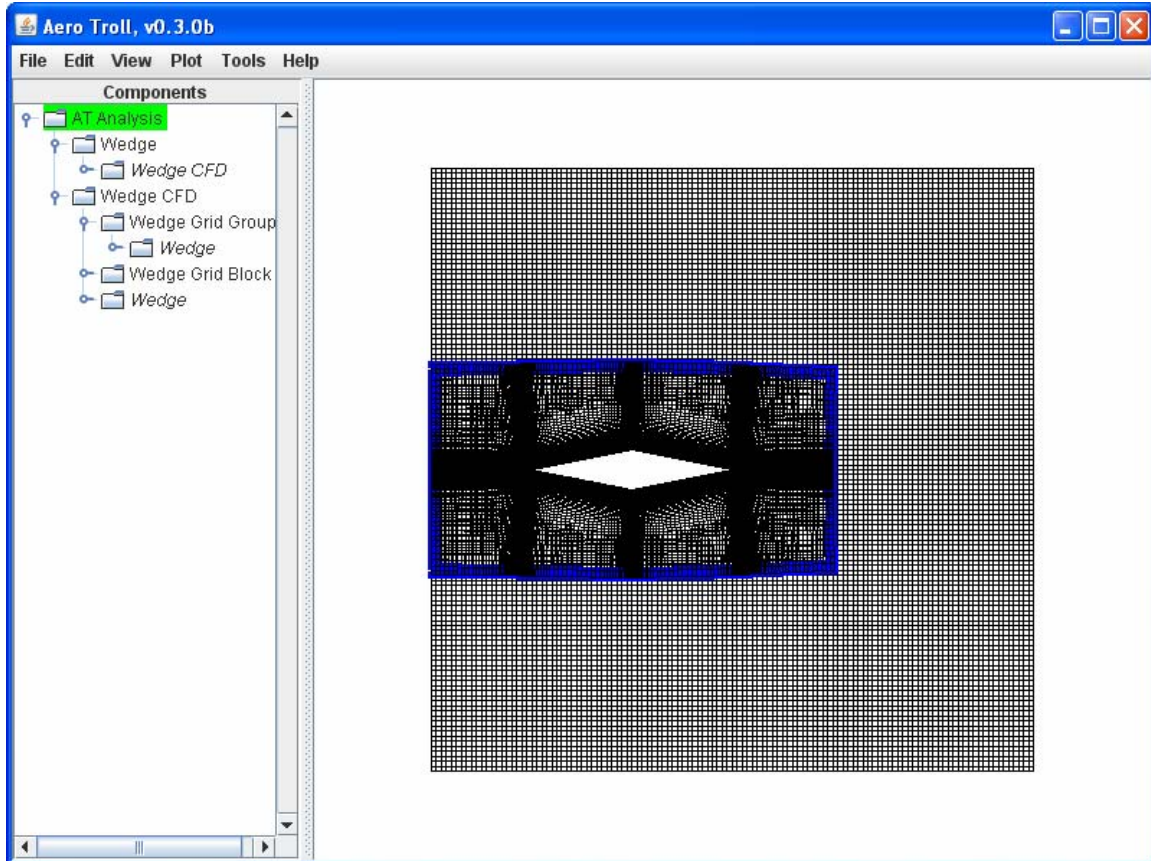 Aero Troll, v0.3.0b
File Edit View Plot Tools Help
Components
AT Analysis
Wedge
Wedge CFD
Wedge CFD
Wedge Grid Group
Wedge
Wedge Grid Block
Wedge